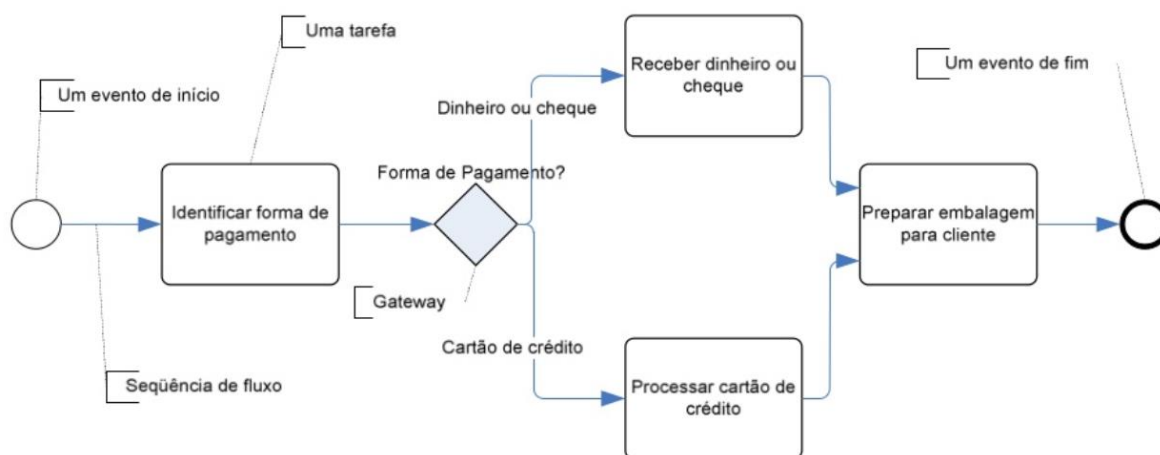 Uma tarefa
Um evento de início
Receber dinheiro ou
cheque
Um evento de fim
Dinheiro ou cheque
Forma de Pagamento?
Identificar forma de
pagamento
Preparar embalagem
para cliente
Gateway
Cartão de crédito
Seqüência de fluxo
Processar cartão de
crédito